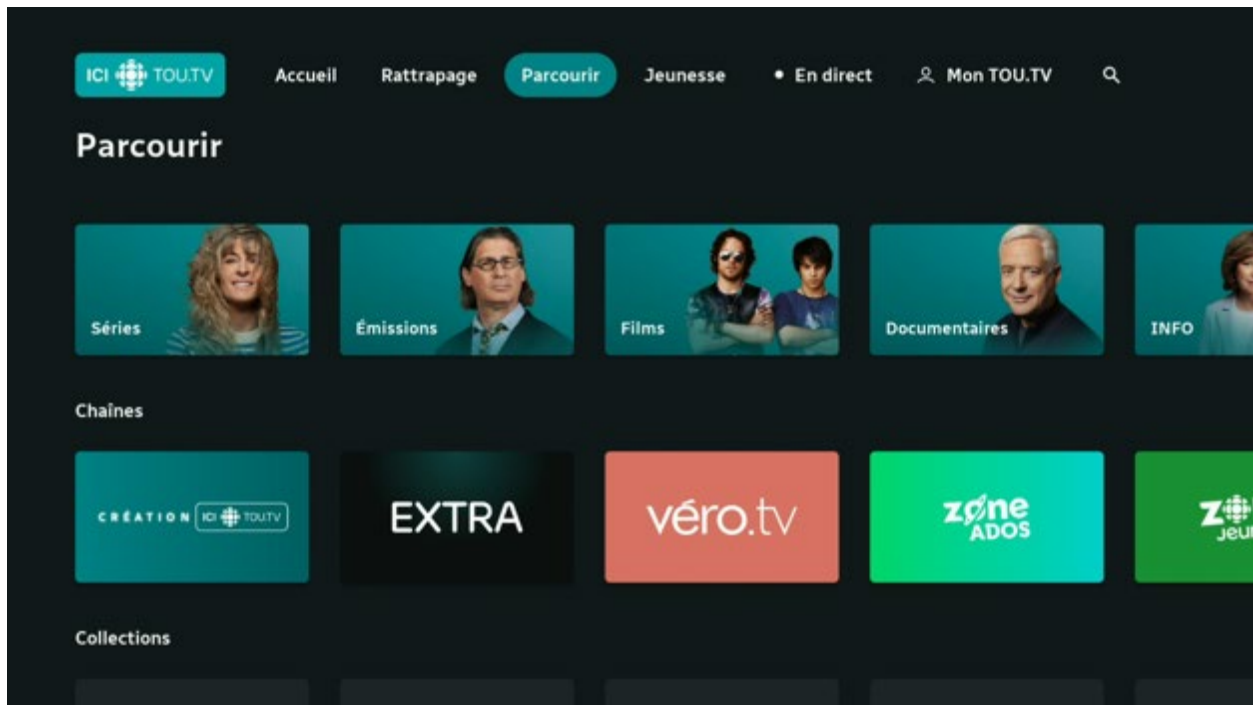 ICI TOU.TV Accueil Rattrapage Parcourir Jeunesse • En direct Mon TOU.TV
Parcourir
Séries Émissions Films Documentaires INFO
Chaînes
CRÉATION ICI TOU.TV EXTRA véro.tv zone ADOS
Collections